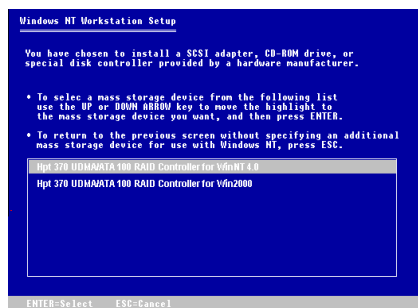 Windows NT Workstation Setup
You have chosen to install a SCSI adapter, CD-ROM drive, or
special disk controller provided by a hardware manufacturer.
• To selec a mass storage device from the following list
use the UP or DOWN ARROW key to move the highlight to
the mass storage device you want, and then press ENTER.
• To return to the previous screen without specifying an additional
mass storage device for use with Windows NT, press ESC.
Hpt 370 UDMA/ATA 100 RAID Controller for WinNT 4.0
Hpt 370 UDMA/ATA 100 RAID Controller for Win2000
ENTER=Select ESC=Cancel